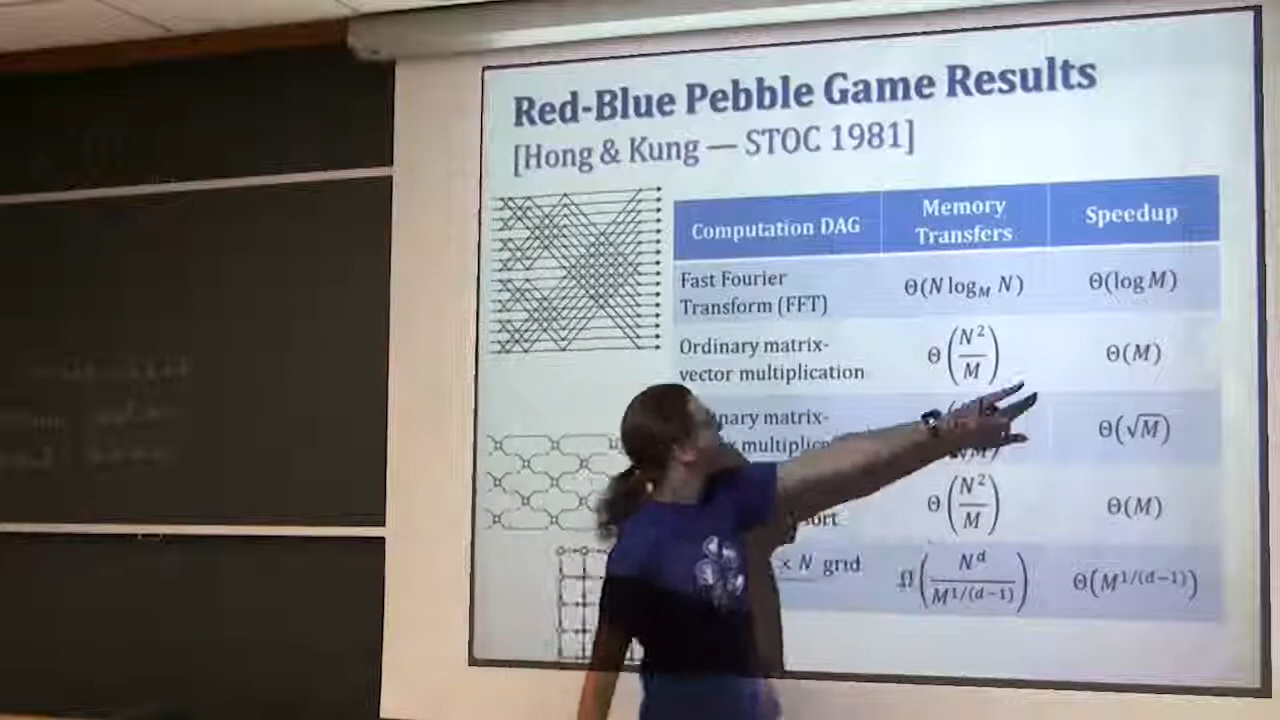 Red-Blue Pebble Game Results
[Hong & Kung — STOC 1981]
Computation DAG
Memory
Transfers
Speedup
Fast Fourier
Transform (FFT)
Θ(N log_M N)
Θ(log M)
Ordinary matrix-
vector multiplication
Θ(N²/M)
Θ(M)
matrix-
Θ(√M)
Θ(N²/M)
Θ(M)
× N grid
Ω(N^d/M^{1/(d−1)})
Θ(M^{1/(d−1)})